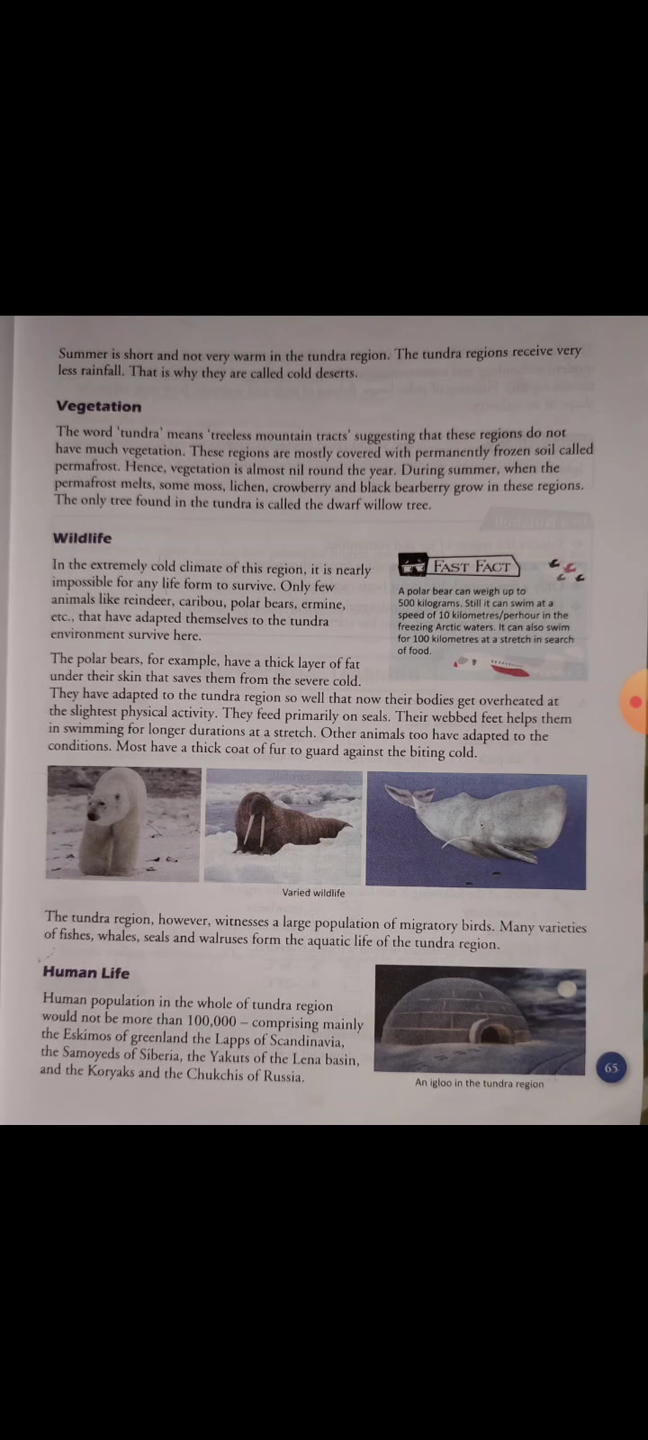 Summer is short and not very warm in the tundra region. The tundra regions receive very
less rainfall. That is why they are called cold deserts.
Vegetation
The word 'tundra' means 'treeless mountain tracts' suggesting that these regions do not
have much vegetation. These regions are mostly covered with permanently frozen soil called
permafrost. Hence, vegetation is almost nil round the year. During summer, when the
permafrost melts, some moss, lichen, crowberry and black bearberry grow in these regions.
The only tree found in the tundra is called the dwarf willow tree.
Wildlife
In the extremely cold climate of this region, it is nearly
impossible for any life form to survive. Only few
animals like reindeer, caribou, polar bears, ermine,
etc., that have adapted themselves to the tundra
environment survive here.
FAST FACT
A polar bear can weigh up to
500 kilograms. Still it can swim at a
speed of 10 kilometres/perhour in the
freezing Arctic waters. It can also swim
for 100 kilometres at a stretch in search
of food.
The polar bears, for example, have a thick layer of fat
under their skin that saves them from the severe cold.
They have adapted to the tundra region so well that now their bodies get overheated at
the slightest physical activity. They feed primarily on seals. Their webbed feet helps them
in swimming for longer durations at a stretch. Other animals too have adapted to the
conditions. Most have a thick coat of fur to guard against the biting cold.
Varied wildlife
The tundra region, however, witnesses a large population of migratory birds. Many varieties
of fishes, whales, seals and walruses form the aquatic life of the tundra region.
Human Life
Human population in the whole of tundra region
would not be more than 100,000 – comprising mainly
the Eskimos of greenland the Lapps of Scandinavia,
the Samoyeds of Siberia, the Yakuts of the Lena basin,
and the Koryaks and the Chukchis of Russia.
An igloo in the tundra region
65